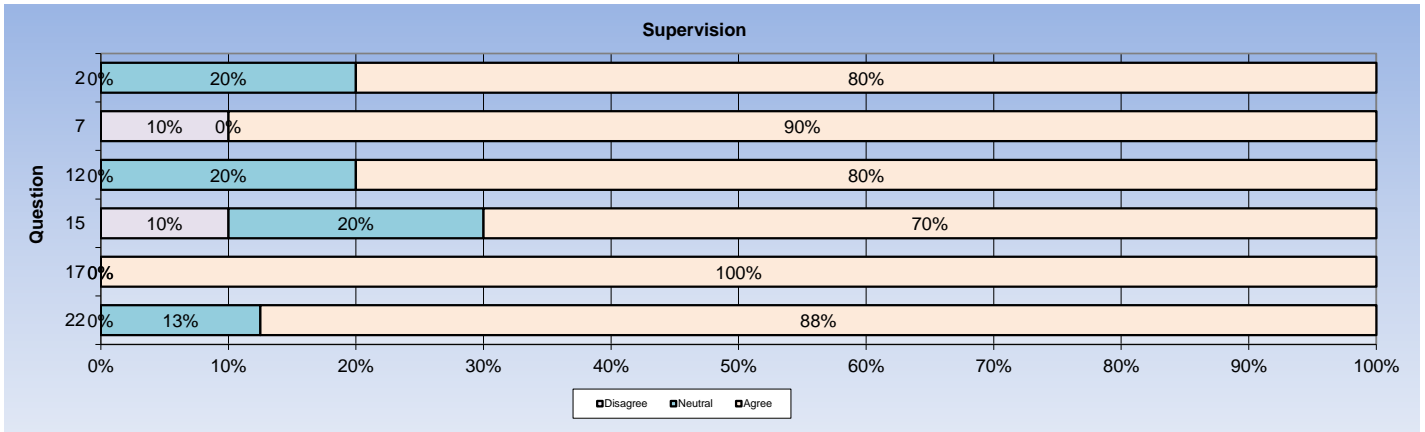 Supervision
2 0% 20% 80%
7 10% 0% 90%
12 0% 20% 80%
Question
15 10% 20% 70%
17 0% 0% 100%
22 0% 13% 88%
0% 10% 20% 30% 40% 50% 60% 70% 80% 90% 100%
Disagree Neutral Agree